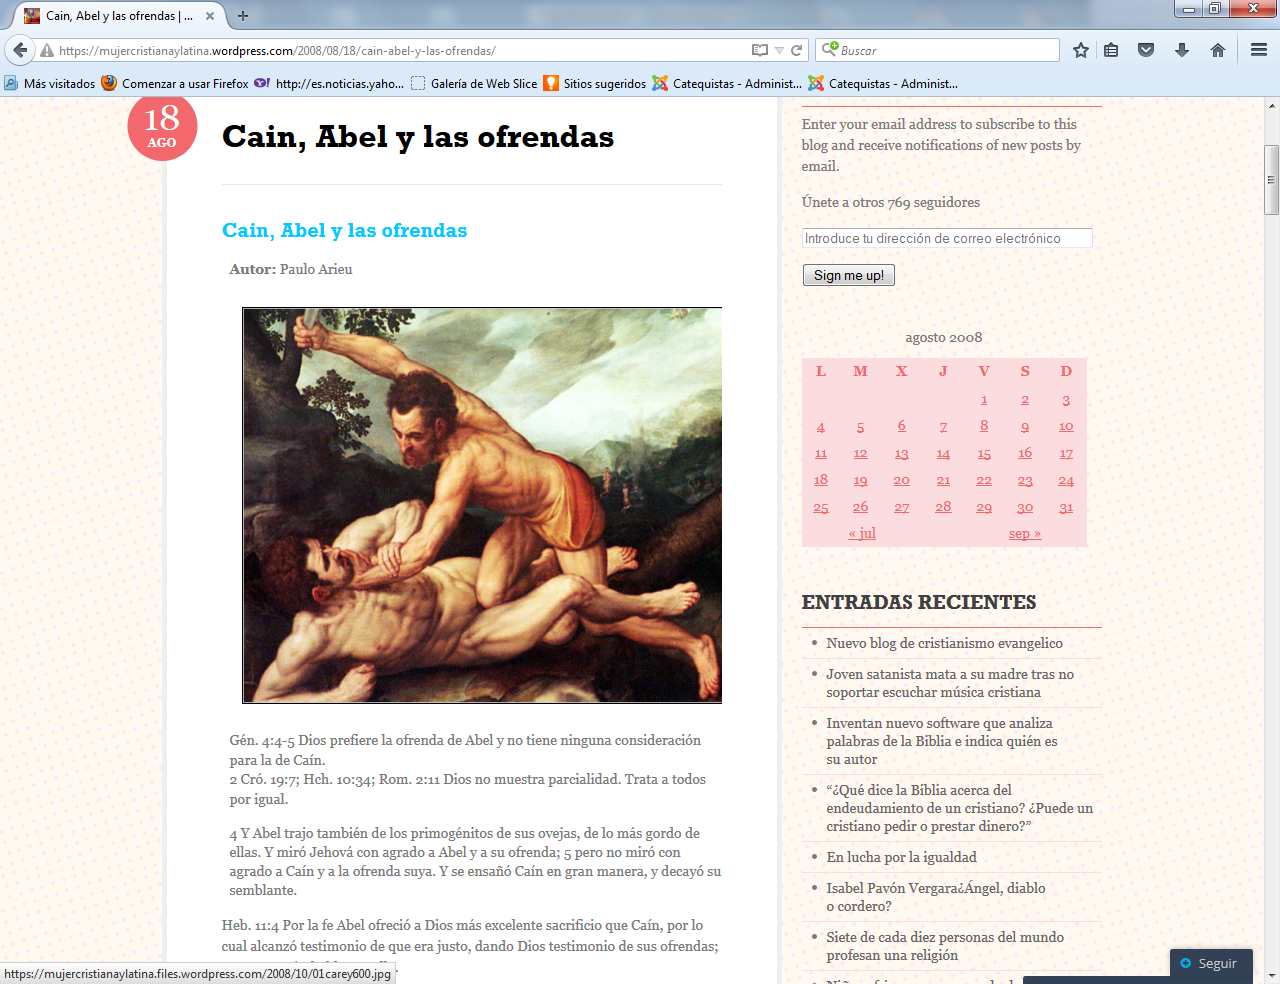 Cain, Abel y las ofrendas | ...
https://mujercristianaylatina.wordpress.com/2008/08/18/cain-abel-y-las-ofrendas/
Buscar
Más visitados
Comenzar a usar Firefox
http://es.noticias.yaho...
Galería de Web Slice
Sitios sugeridos
Catequistas - Administ...
Catequistas - Administ...
18
AGO
Cain, Abel y las ofrendas
Cain, Abel y las ofrendas
Autor: Paulo Arieu
Gén. 4:4-5 Dios prefiere la ofrenda de Abel y no tiene ninguna consideración
para la de Caín.
2 Cró. 19:7; Hch. 10:34; Rom. 2:11 Dios no muestra parcialidad. Trata a todos
por igual.
4 Y Abel trajo también de los primogénitos de sus ovejas, de lo más gordo de
ellas. Y miró Jehová con agrado a Abel y a su ofrenda; 5 pero no miró con
agrado a Caín y a la ofrenda suya. Y se ensañó Caín en gran manera, y decayó su
semblante.
Heb. 11:4 Por la fe Abel ofreció a Dios más excelente sacrificio que Caín, por lo
cual alcanzó testimonio de que era justo, dando Dios testimonio de sus ofrendas;
https://mujercristianaylatina.files.wordpress.com/2008/10/01carey600.jpg
Enter your email address to subscribe to this
blog and receive notifications of new posts by
email.
Únete a otros 769 seguidores
Introduce tu dirección de correo electrónico
Sign me up!
agosto 2008
L M X J V S D
1 2 3
4 5 6 7 8 9 10
11 12 13 14 15 16 17
18 19 20 21 22 23 24
25 26 27 28 29 30 31
« jul sep »
ENTRADAS RECIENTES
Nuevo blog de cristianismo evangelico
Joven satanista mata a su madre tras no
soportar escuchar música cristiana
Inventan nuevo software que analiza
palabras de la Biblia e indica quién es
su autor
“¿Qué dice la Biblia acerca del
endeudamiento de un cristiano? ¿Puede un
cristiano pedir o prestar dinero?”
En lucha por la igualdad
Isabel Pavón Vergara¿Ángel, diablo
o cordero?
Siete de cada diez personas del mundo
profesan una religión
Seguir